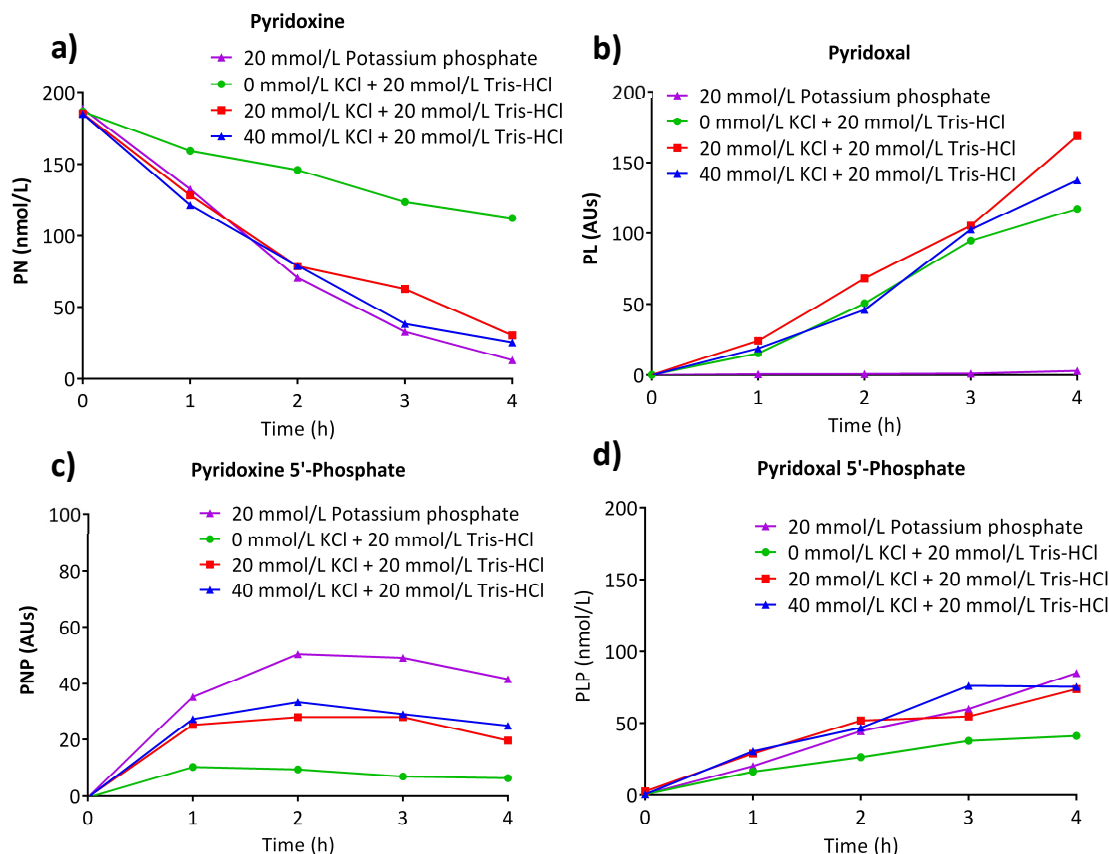 a)
Pyridoxine
20 mmol/L Potassium phosphate
0 mmol/L KCl + 20 mmol/L Tris-HCl
20 mmol/L KCl + 20 mmol/L Tris-HCl
40 mmol/L KCl + 20 mmol/L Tris-HCl
PN (nmol/L)
200
150
100
50
0
0 1 2 3 4
Time (h)
b)
Pyridoxal
20 mmol/L Potassium phosphate
0 mmol/L KCl + 20 mmol/L Tris-HCl
20 mmol/L KCl + 20 mmol/L Tris-HCl
40 mmol/L KCl + 20 mmol/L Tris-HCl
PL (AUs)
200
150
100
50
0
0 1 2 3 4
Time (h)
c)
Pyridoxine 5'-Phosphate
20 mmol/L Potassium phosphate
0 mmol/L KCl + 20 mmol/L Tris-HCl
20 mmol/L KCl + 20 mmol/L Tris-HCl
40 mmol/L KCl + 20 mmol/L Tris-HCl
PNP (AUs)
100
80
60
40
20
0
0 1 2 3 4
Time (h)
d)
Pyridoxal 5'-Phosphate
20 mmol/L Potassium phosphate
0 mmol/L KCl + 20 mmol/L Tris-HCl
20 mmol/L KCl + 20 mmol/L Tris-HCl
40 mmol/L KCl + 20 mmol/L Tris-HCl
PLP (nmol/L)
200
150
100
50
0
0 1 2 3 4
Time (h)